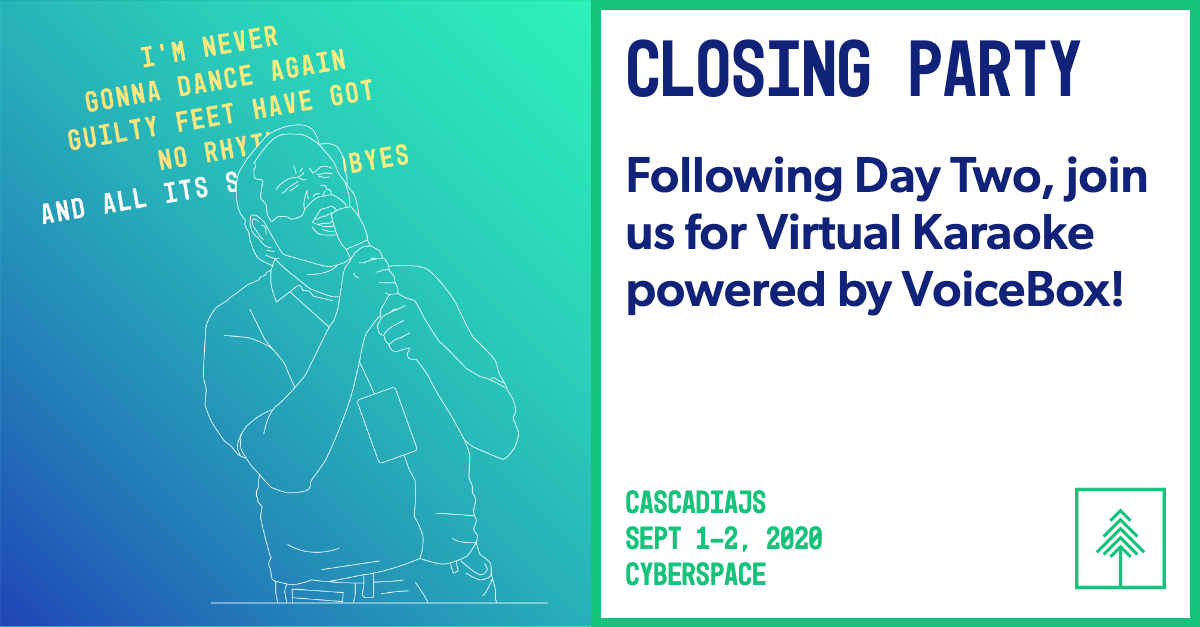 I'M NEVER
GONNA DANCE AGAIN
GUILTY FEET HAVE GOT
NO
AND ALL ITS
CLOSING PARTY
Following Day Two, join
us for Virtual Karaoke
powered by VoiceBox!
CASCADIAJS
SEPT 1-2, 2020
CYBERSPACE